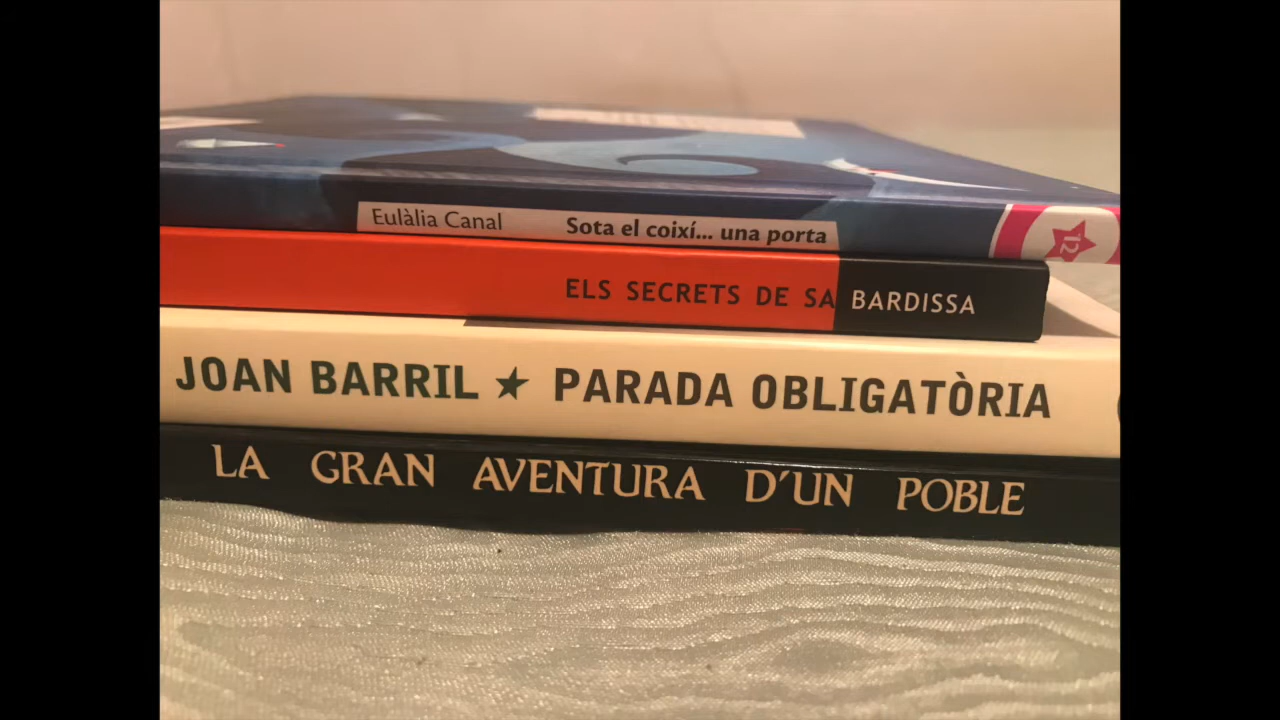 Eulàlia Canal Sota el coixí... una porta
12
ELS SECRETS DE SA BARDISSA
JOAN BARRIL ★ PARADA OBLIGATÒRIA
LA GRAN AVENTURA D'UN POBLE